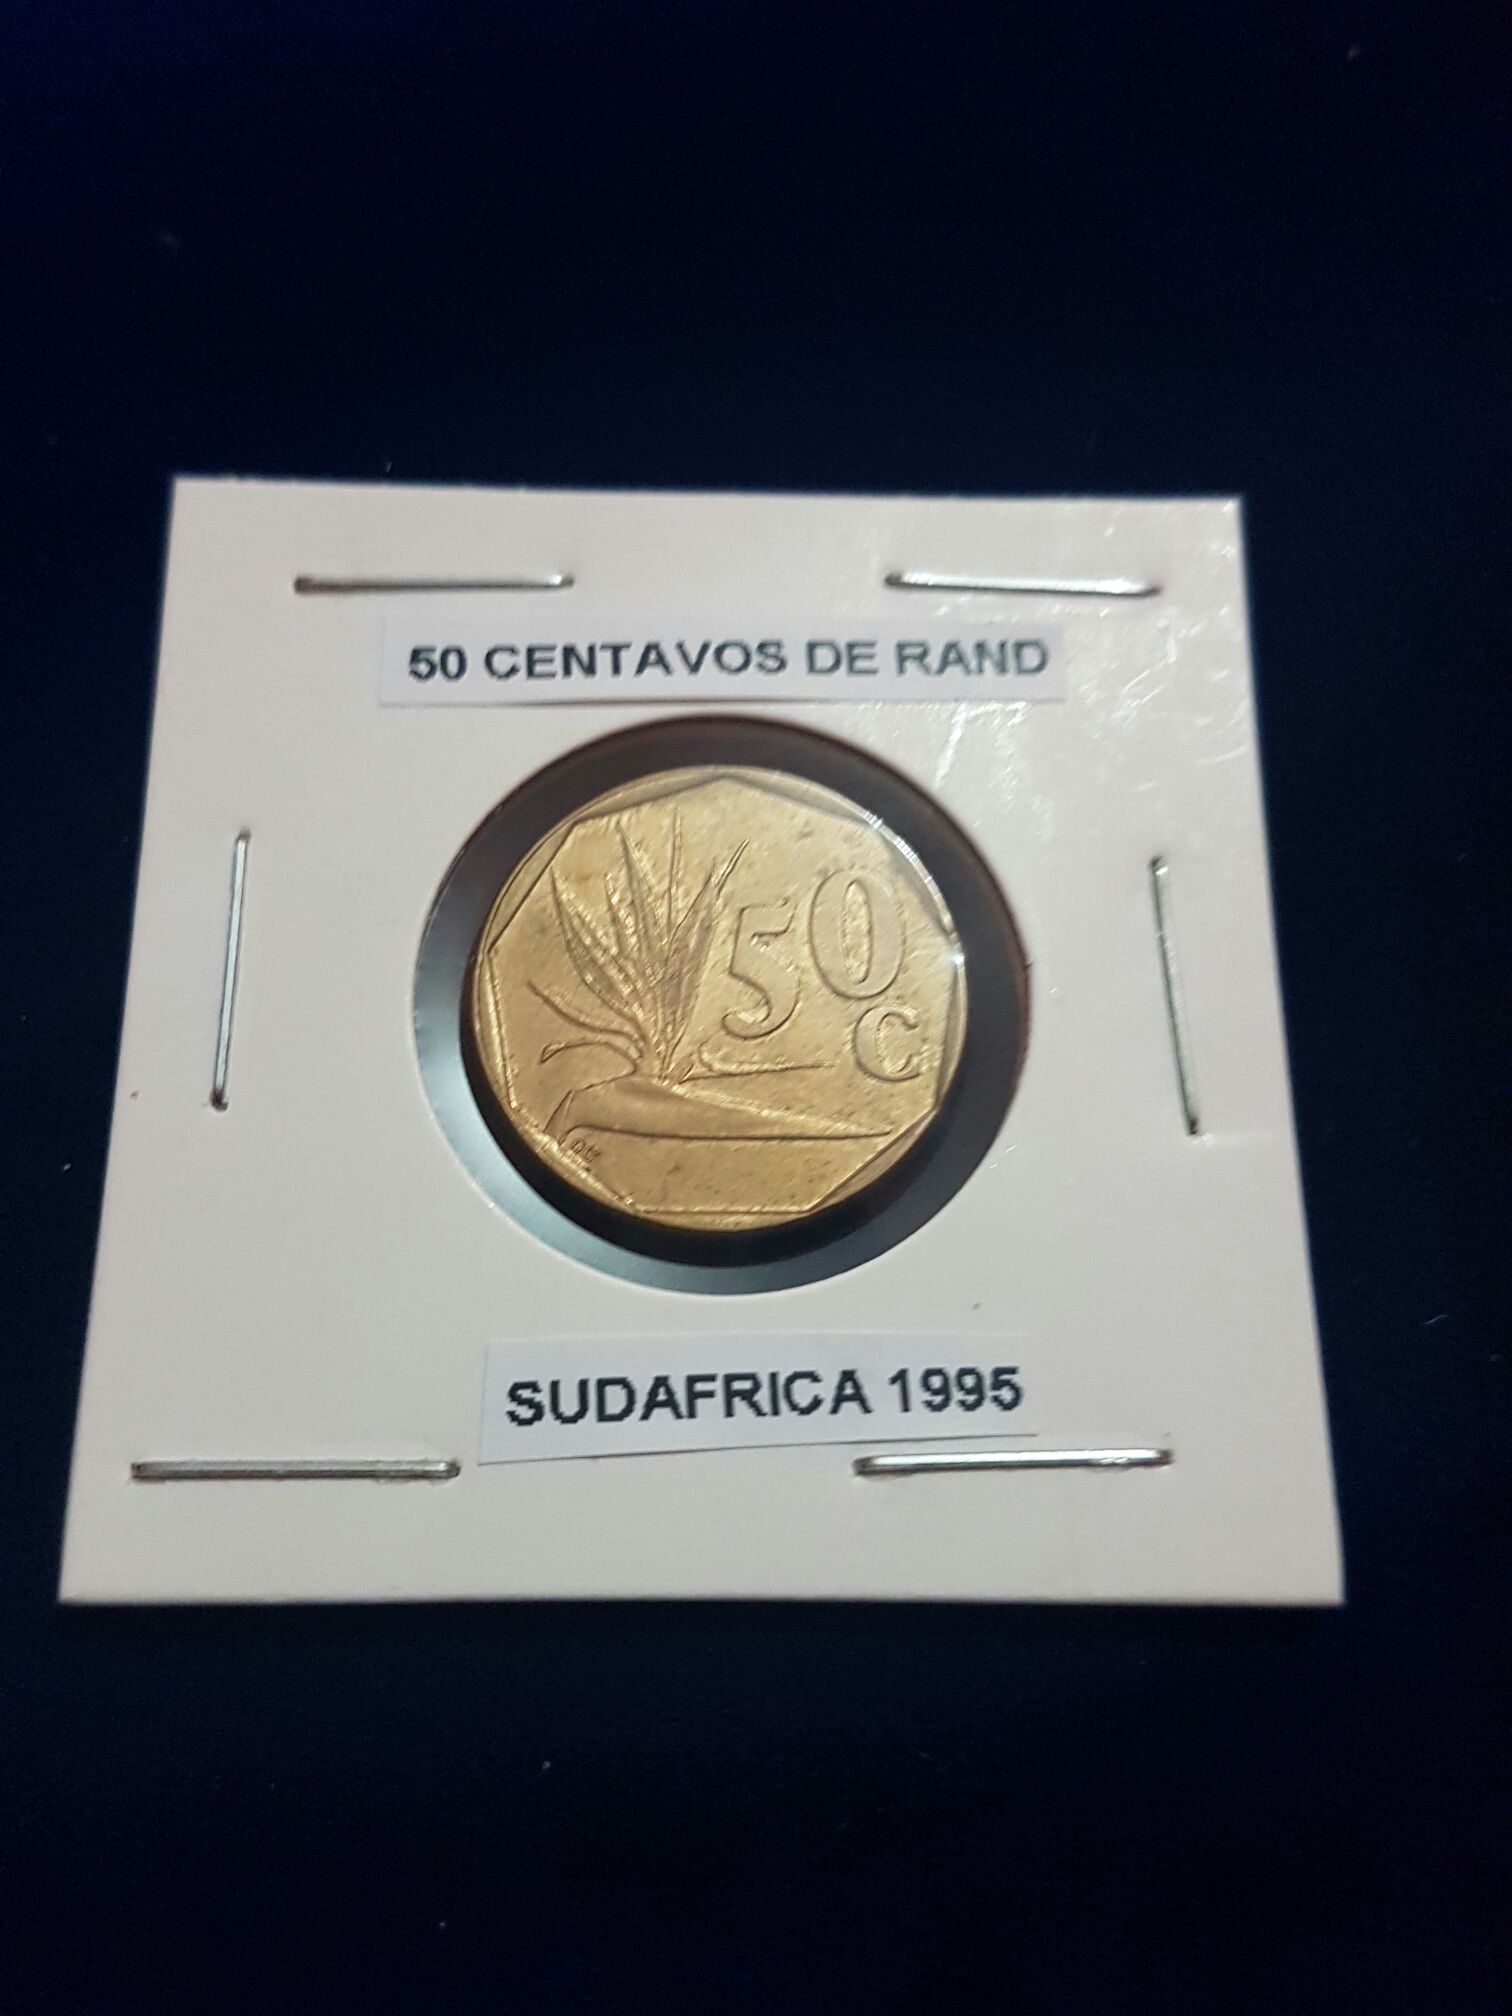 50 CENTAVOS DE RAND
50
c
SUDAFRICA 1995